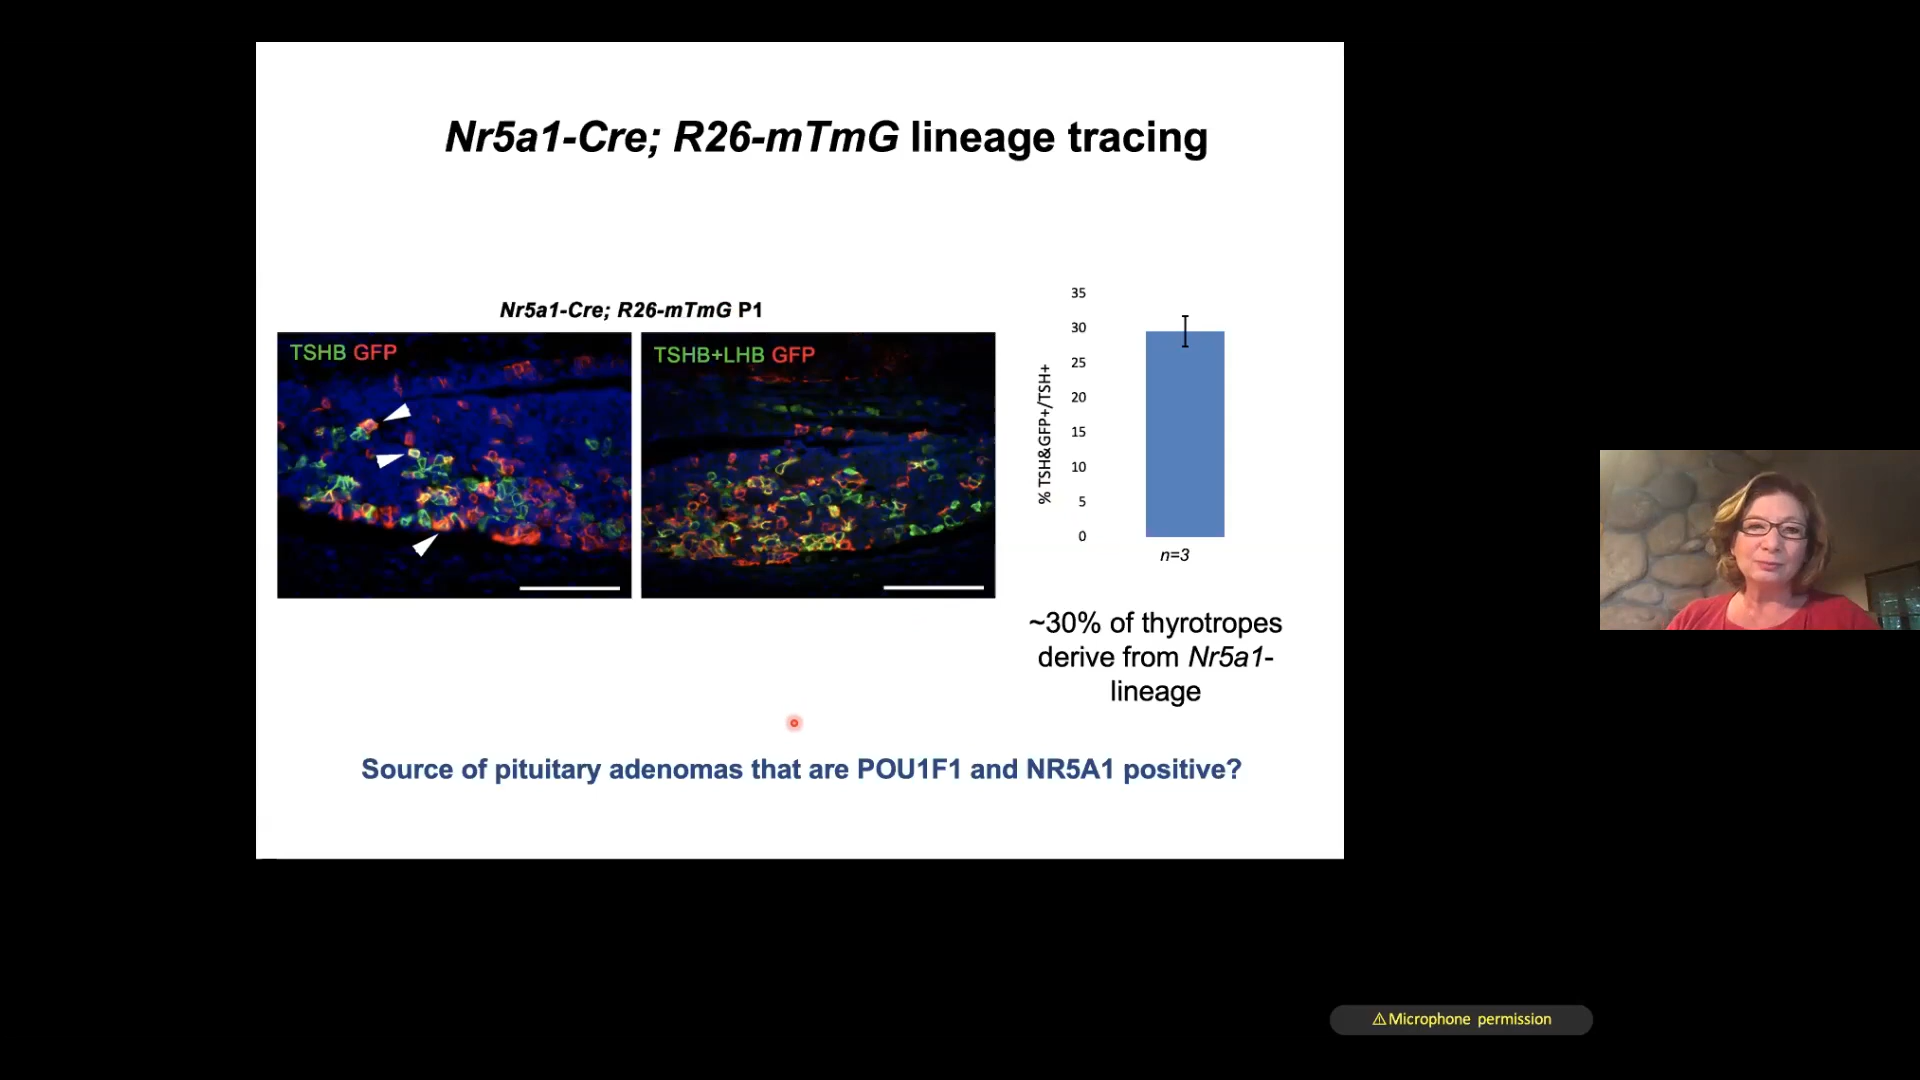 Nr5a1-Cre; R26-mTmG lineage tracing
Nr5a1-Cre; R26-mTmG P1
TSHB GFP
TSHB+LHB GFP
% TSH&GFP+/TSH+
35
30
25
20
15
10
5
0
n=3
~30% of thyrotropes
derive from Nr5a1-
lineage
Source of pituitary adenomas that are POU1F1 and NR5A1 positive?
⚠Microphone permission